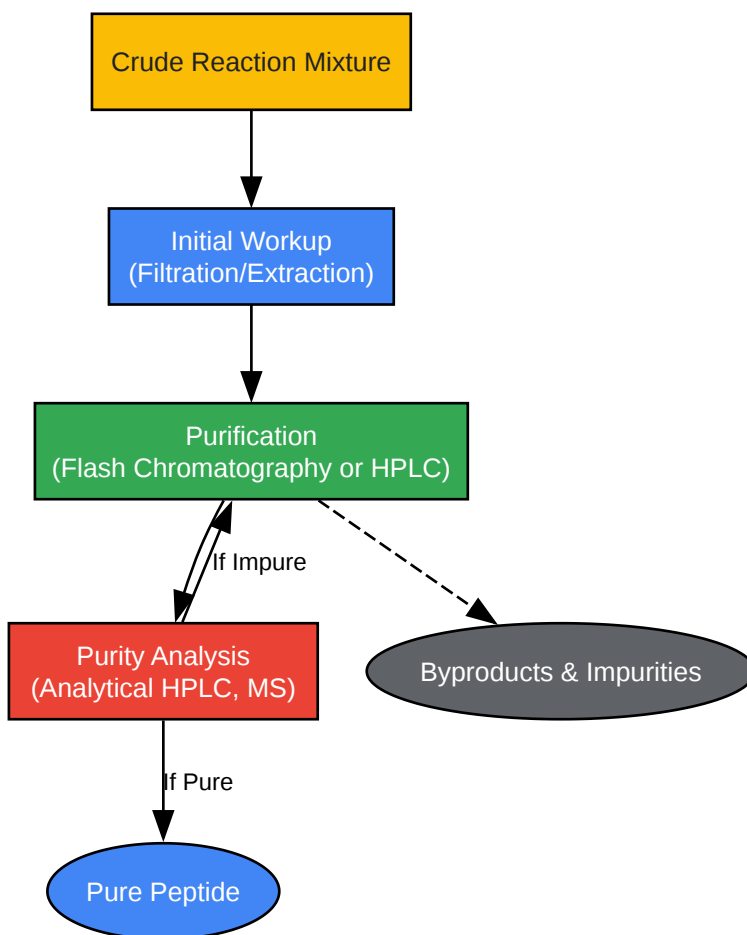 Crude Reaction Mixture
Initial Workup
(Filtration/Extraction)
Purification
(Flash Chromatography or HPLC)
If Impure
Purity Analysis
(Analytical HPLC, MS)
Byproducts & Impurities
If Pure
Pure Peptide